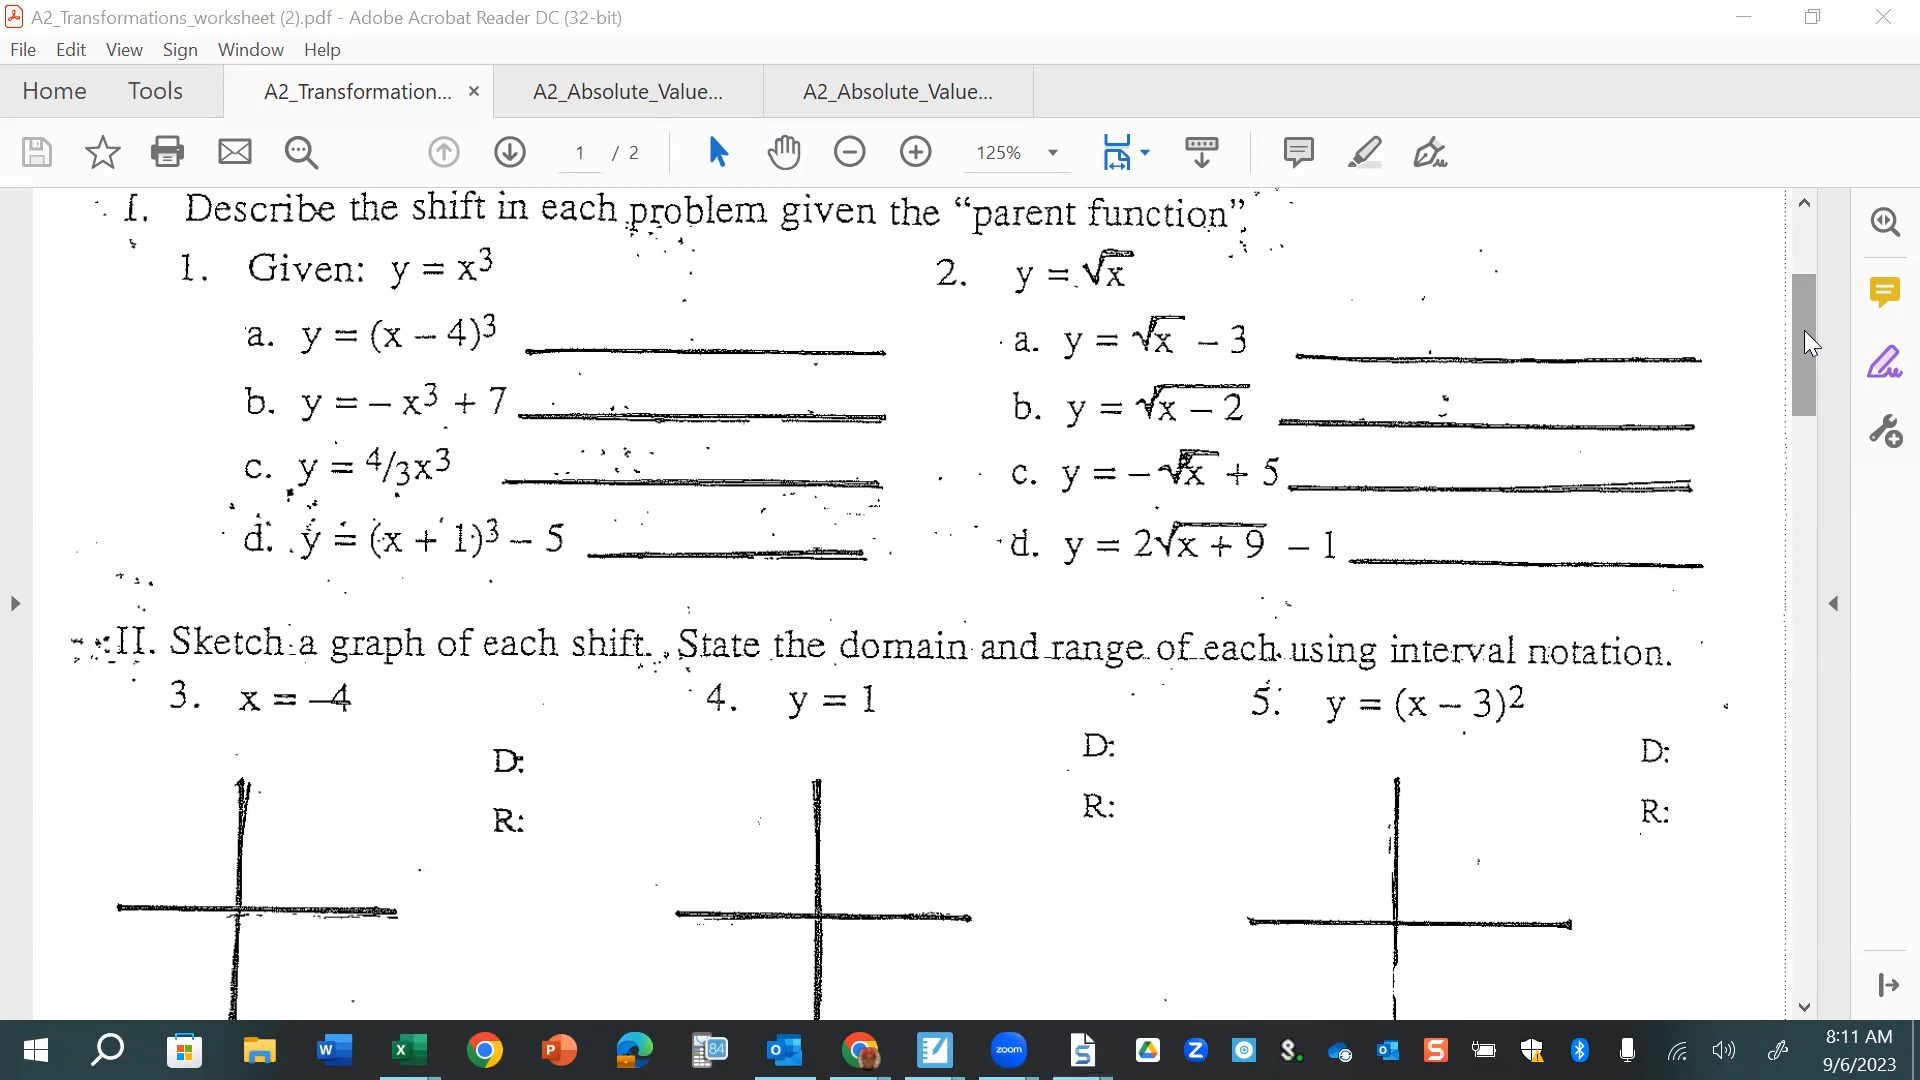 A2_Transformations_worksheet (2).pdf - Adobe Acrobat Reader DC (32-bit)
File Edit View Sign Window Help
Home Tools A2_Transformation... × A2_Absolute_Value... A2_Absolute_Value...
1 / 2 125%
I. Describe the shift in each problem given the “parent function”.
1. Given: y = x³
2. y = √x
a. y = (x – 4)³
a. y = √x – 3
b. y = – x³ + 7
b. y = √x – 2
c. y = 4/3x³
c. y = – √x + 5
d. y = (x + 1)³ – 5
d. y = 2√x + 9 – 1
II. Sketch a graph of each shift. State the domain and range of each using interval notation.
3. x = –4
4. y = 1
5. y = (x – 3)²
D:
R:
D:
R:
D:
R:
84
zoom
8:11 AM
9/6/2023